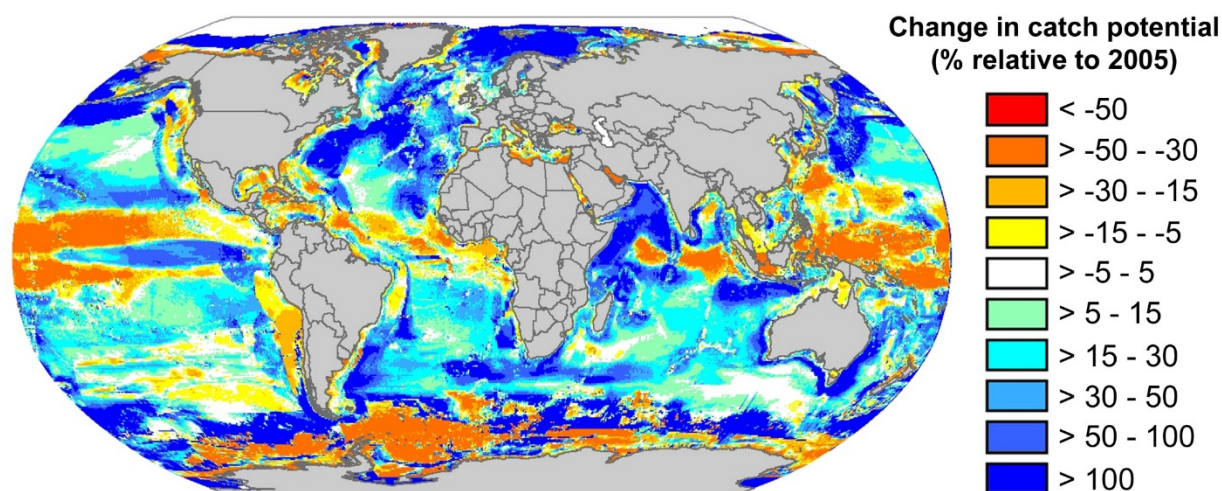 Change in catch potential
(% relative to 2005)
< -50
> -50 - -30
> -30 - -15
> -15 - -5
> -5 - 5
> 5 - 15
> 15 - 30
> 30 - 50
> 50 - 100
> 100